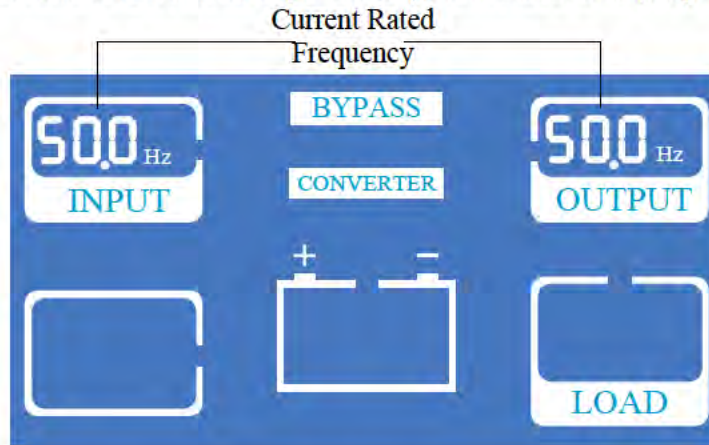 Current Rated
Frequency
BYPASS
50.0 Hz
50.0 Hz
CONVERTER
INPUT
OUTPUT
+ −
LOAD